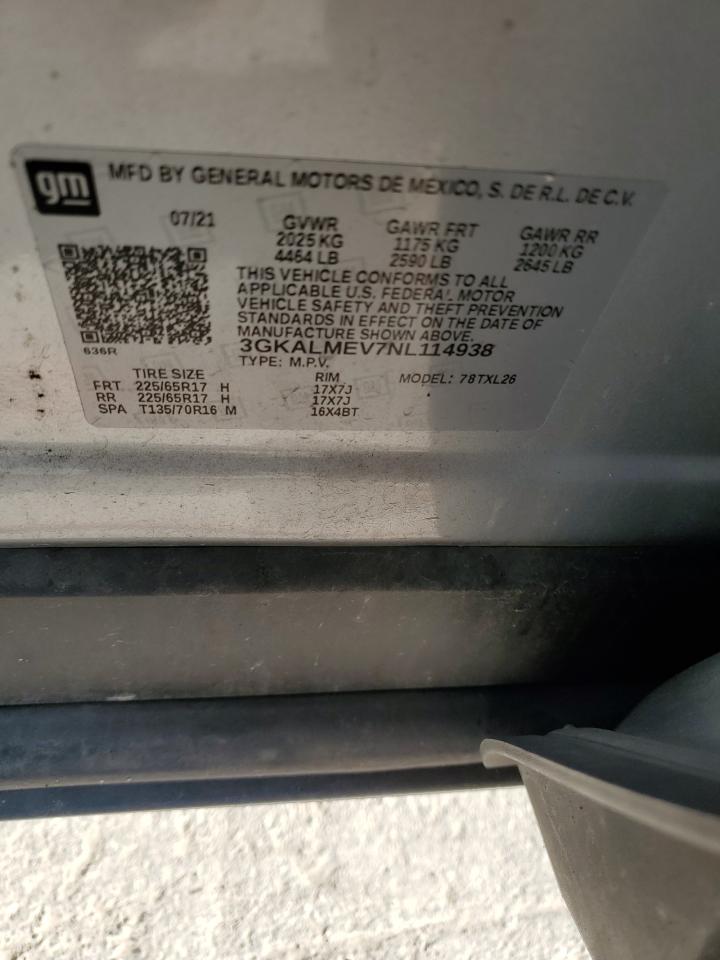 gm
MFD BY GENERAL MOTORS DE MEXICO, S. DE R.L. DE C.V.
07/21 GVWR GAWR FRT GAWR RR
2025 KG 1175 KG 1200 KG
4464 LB 2590 LB 2645 LB
THIS VEHICLE CONFORMS TO ALL
APPLICABLE U.S. FEDERAL MOTOR
VEHICLE SAFETY AND THEFT PREVENTION
STANDARDS IN EFFECT ON THE DATE OF
MANUFACTURE SHOWN ABOVE.
636R 3GKALMEV7NL114938
TYPE: M.P.V. MODEL: 78TXL26
TIRE SIZE RIM
FRT 225/65R17 H 17X7J
RR 225/65R17 H 17X7J
SPA T135/70R16 M 16X4BT